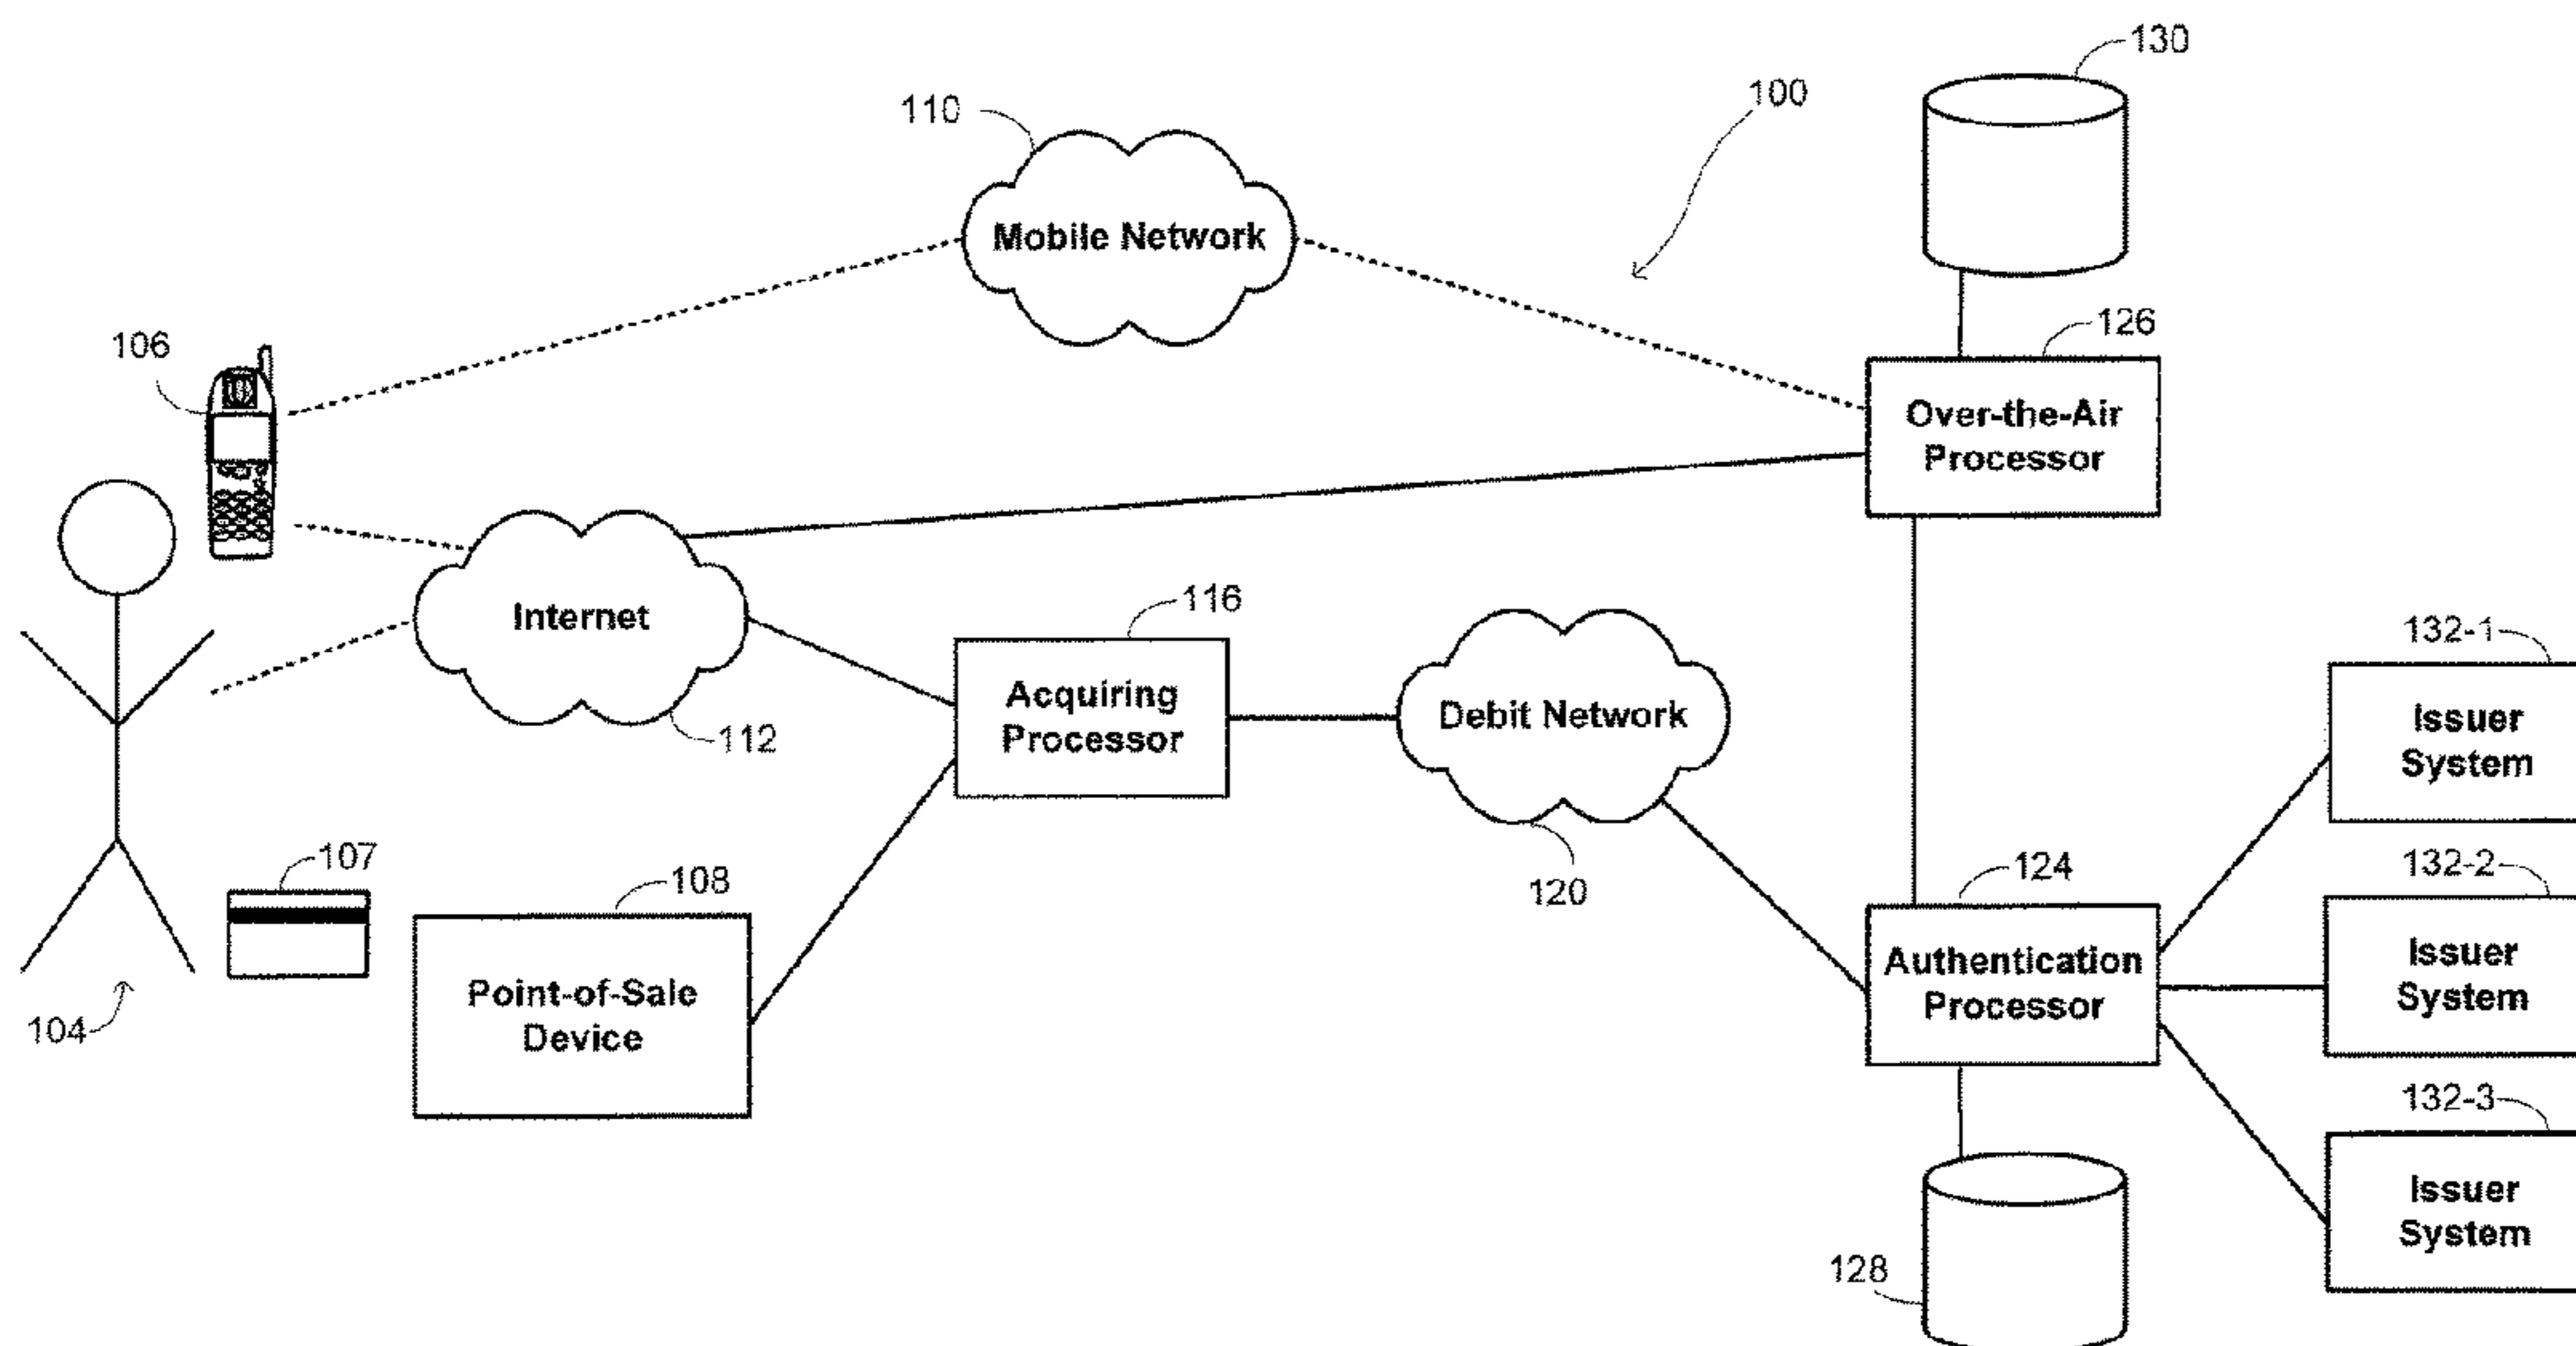 130
110
100
Mobile Network
126
106
Over-the-Air
Processor
116
Internet
132-1
Acquiring
Processor
Debit Network
Issuer
System
112
107
108
120
124
132-2
Point-of-Sale
Device
Authentication
Processor
Issuer
System
104
132-3
Issuer
System
128